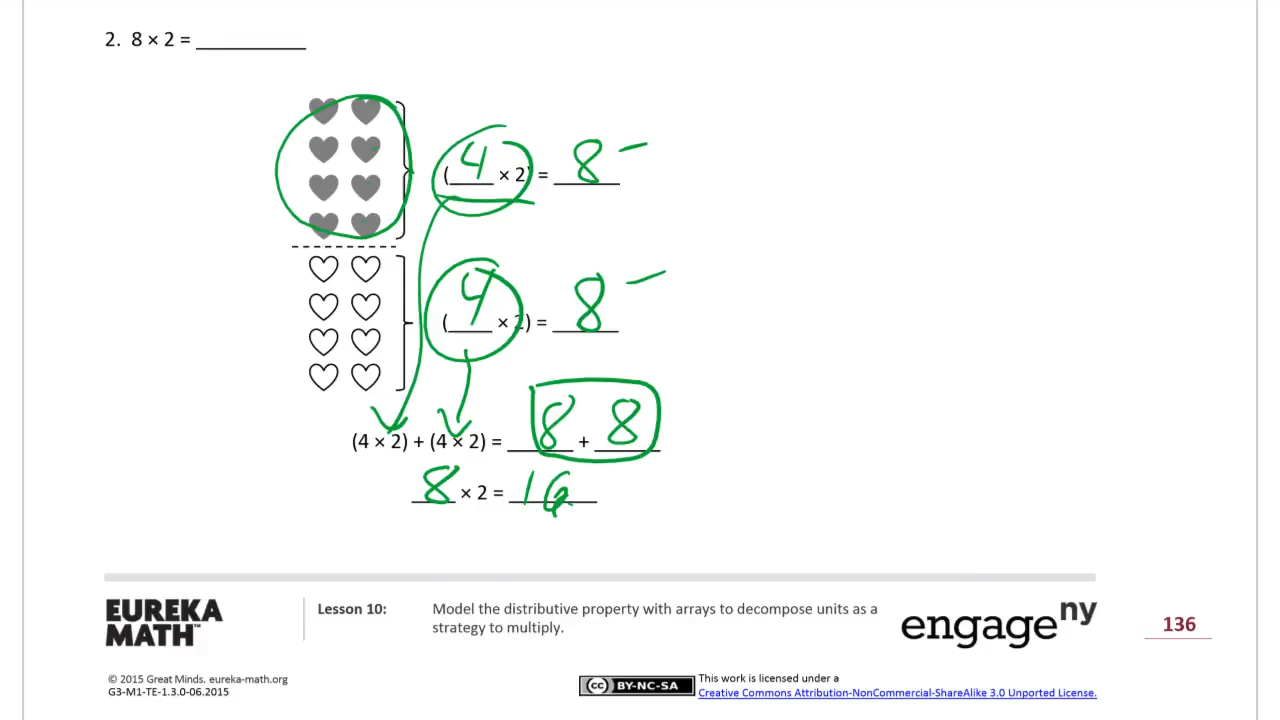 2. 8 × 2 = __________
(4 × 2) = 8
(4 × 2) = 8
(4 × 2) + (4 × 2) = 8 + 8
8 × 2 = 16
EUREKA MATH™
Lesson 10:
Model the distributive property with arrays to decompose units as a
strategy to multiply.
engage ny
136
© 2015 Great Minds. eureka-math.org
G3-M1-TE-1.3.0-06.2015
cc BY-NC-SA
This work is licensed under a
Creative Commons Attribution-NonCommercial-ShareAlike 3.0 Unported License.